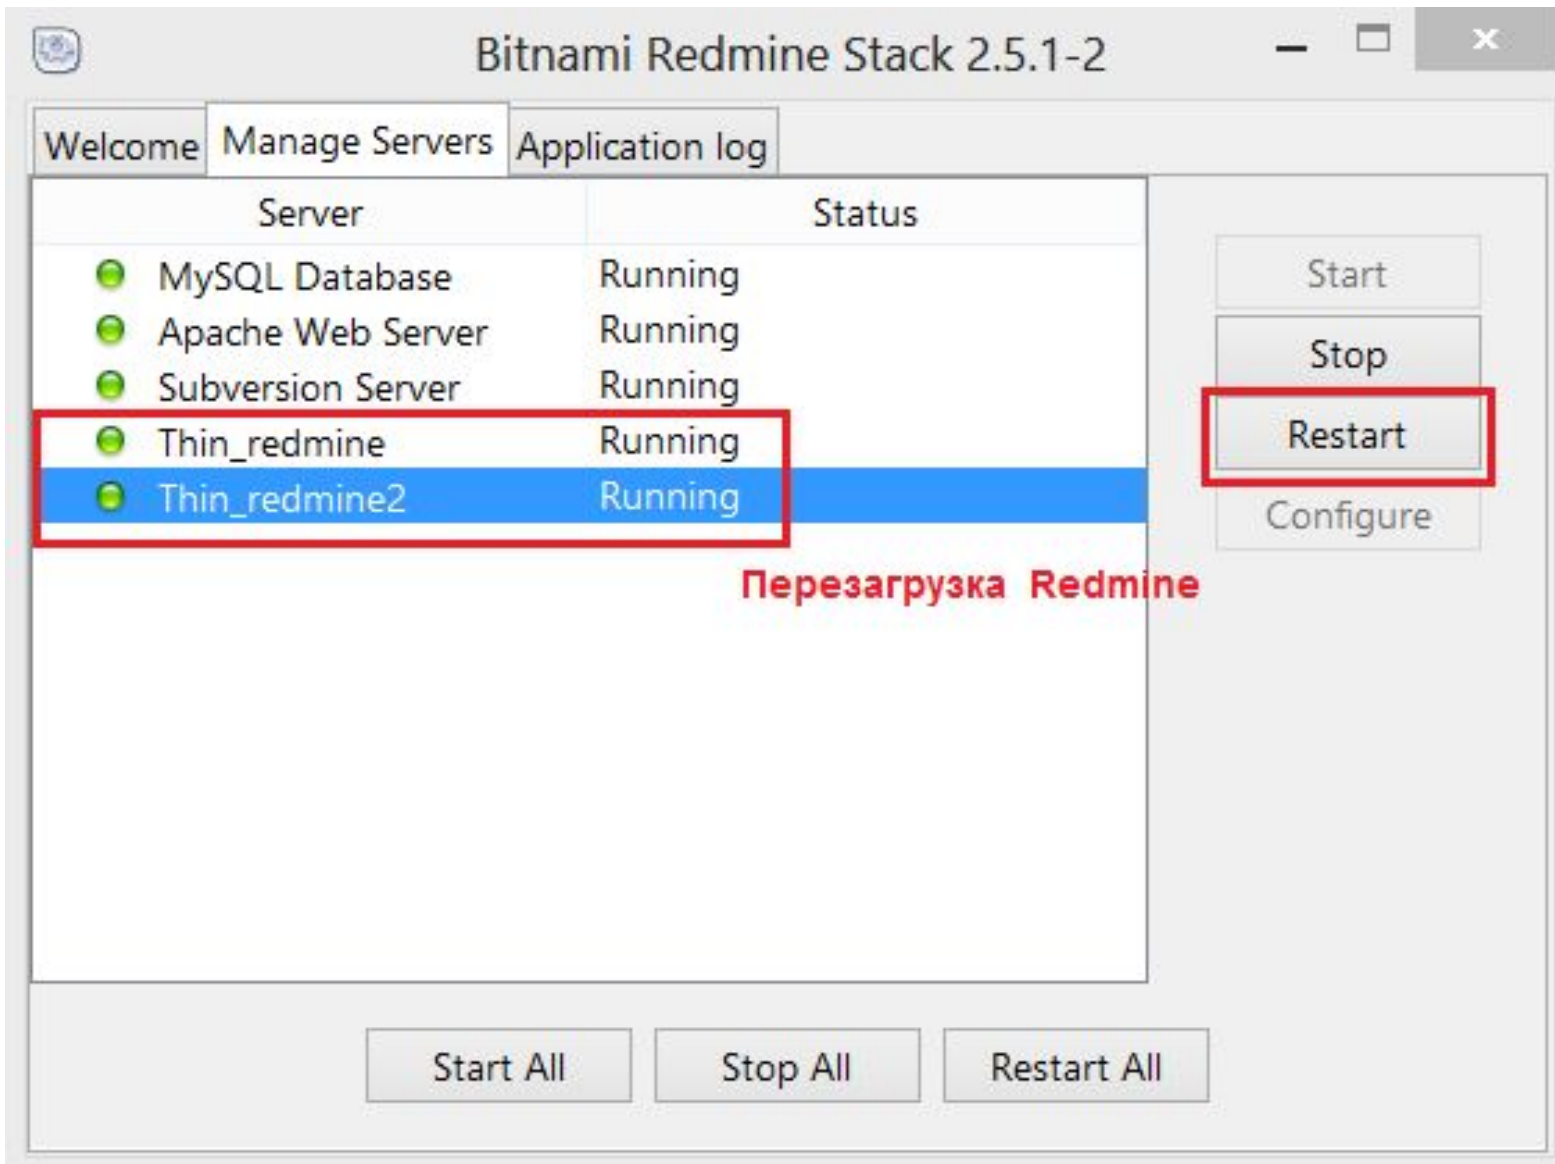 Bitnami Redmine Stack 2.5.1-2
Welcome Manage Servers Application log
Server Status
MySQL Database Running
Apache Web Server Running
Subversion Server Running
Thin_redmine Running
Thin_redmine2 Running
Start
Stop
Restart
Configure
Перезагрузка Redmine
Start All Stop All Restart All